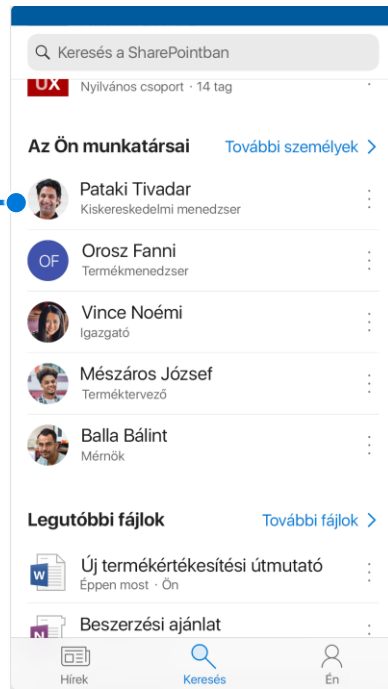 Keresés a SharePointban
UX
Nyilvános csoport · 14 tag
Az Ön munkatársai
További személyek >
Pataki Tivadar
Kiskereskedelmi menedzser
OF
Orosz Fanni
Termékmenedzser
Vince Noémi
Igazgató
Mészáros József
Terméktervező
Balla Bálint
Mérnök
Legutóbbi fájlok
További fájlok >
W
Új termékértékesítési útmutató
Éppen most · Ön
N
Beszerzési ajánlat
Hírek
Keresés
Én